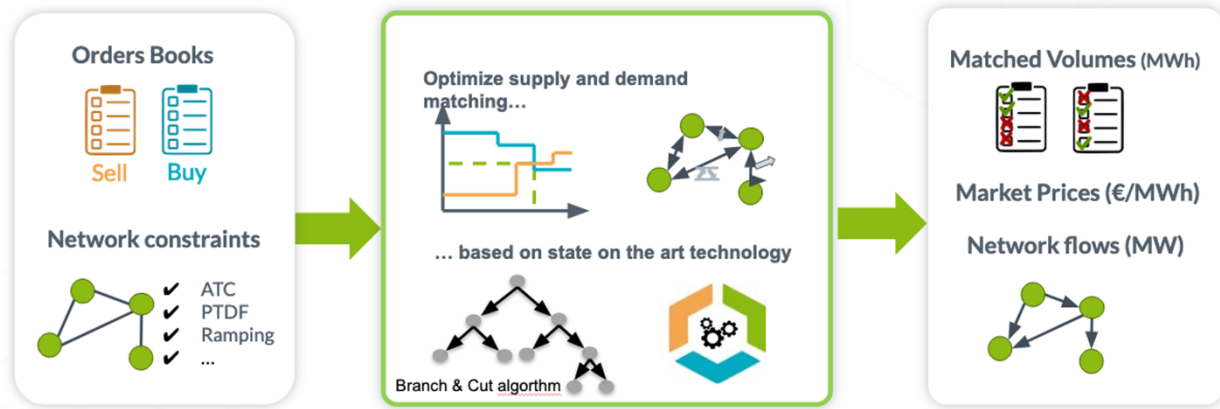 Orders Books
Sell
Buy
Network constraints
ATC
PTDF
Ramping
...
Optimize supply and demand
matching...
... based on state on the art technology
Branch & Cut algorthm
Matched Volumes (MWh)
Market Prices (€/MWh)
Network flows (MW)